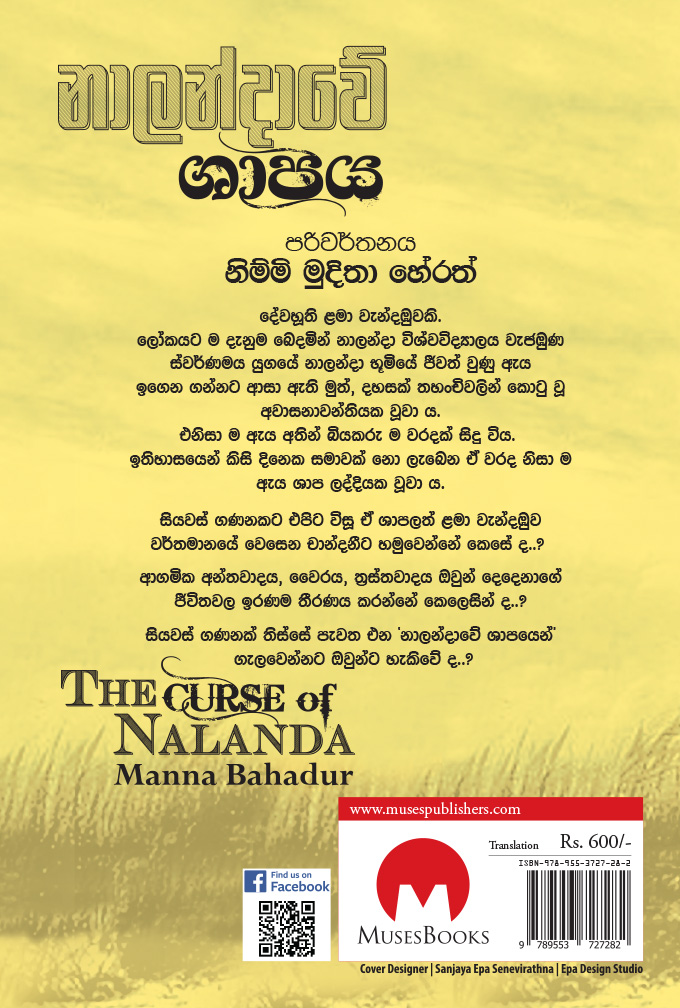 නාලන්දාවේ
ශාපය
පරිවර්තනය
නිම්මි මුදිතා හේරත්
දේවහූති ළමා වැන්දඹුවකි.
ලෝකයට ම දැනුම බෙදමින් නාලන්දා විශ්වවිද්‍යාලය වැජඹුණ
ස්වර්ණමය යුගයේ නාලන්දා භූමියේ ජීවත් වුණු ඇය
ඉගෙන ගන්නට ආසා ඇති මුත්, දහසක් තහංචිවලින් කොටු වූ
අවාසනාවන්තියක වූවා ය.
එනිසා ම ඇය අතින් බියකරු ම වරදක් සිදු විය.
ඉතිහාසයෙන් කිසි දිනෙක සමාවක් නො ලැබෙන ඒ වරද නිසා ම
ඇය ශාප ලද්දියක වූවා ය.
සියවස් ගණනකට එපිට විසූ ඒ ශාපලත් ළමා වැන්දඹුව
වර්තමානයේ වෙසෙන චාන්දනීට හමුවෙන්නේ කෙසේ ද..?
ආගමික අන්තවාදය, වෛරය, ත්‍රස්තවාදය ඔවුන් දෙදෙනාගේ
ජීවිතවල ඉරණම තීරණය කරන්නේ කෙලෙසින් ද..?
සියවස් ගණනක් තිස්සේ පැවත එන 'නාලන්දාවේ ශාපයෙන්'
ගැලවෙන්නට ඔවුන්ට හැකිවේ ද..?
THE CURSE of
NALANDA
Manna Bahadur
www.musespublishers.com
Translation Rs. 600/-
ISBN-978-955-3727-28-2
MUSESBOOKS
9 789553 727282
Find us on
Facebook
Cover Designer | Sanjaya Epa Senevirathna | Epa Design Studio